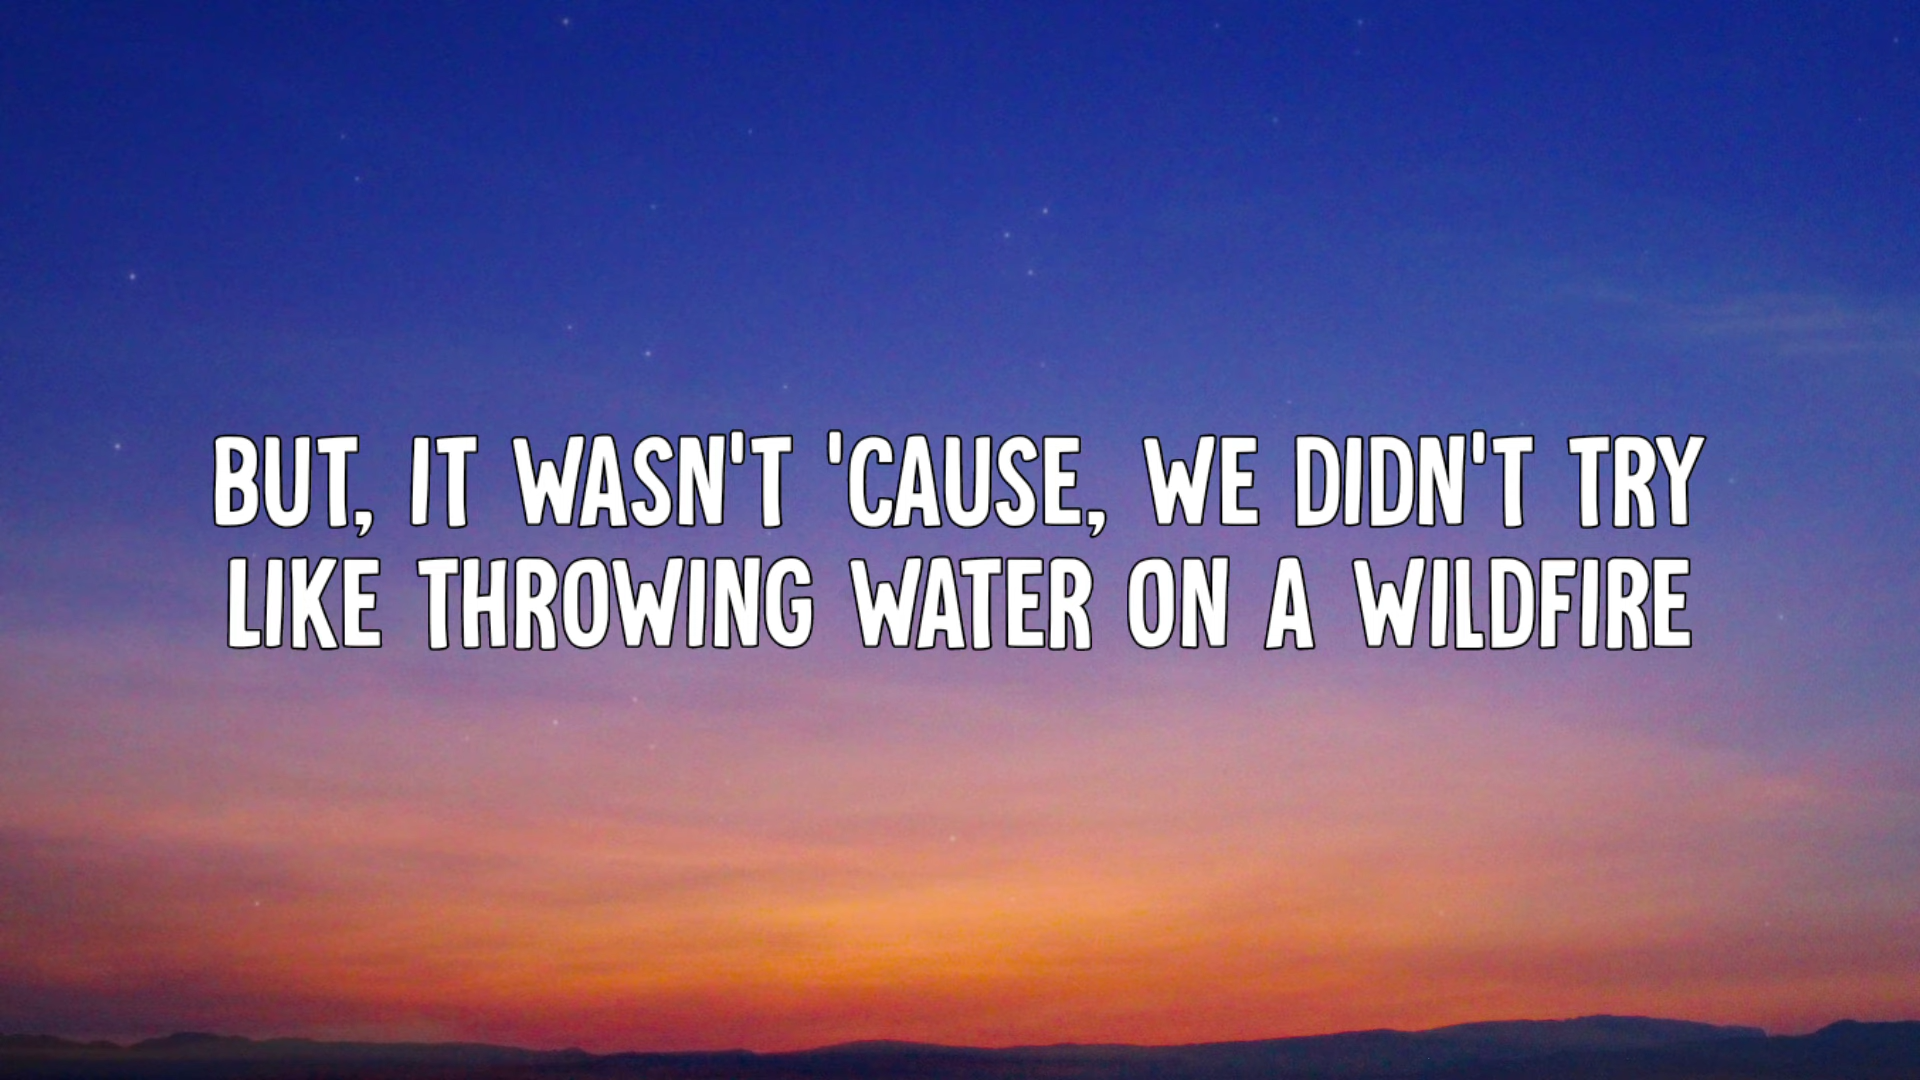 BUT, IT WASN'T 'CAUSE, WE DIDN'T TRY
LIKE THROWING WATER ON A WILDFIRE